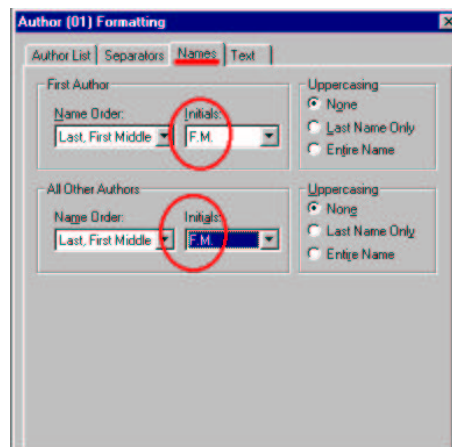 Author (01) Formatting
Author List Separators Names Text
First Author
Name Order: Initials:
Last, First Middle F.M.
Uppercasing
None
Last Name Only
Entire Name
All Other Authors
Name Order: Initials:
Last, First Middle F.M.
Uppercasing
None
Last Name Only
Entire Name